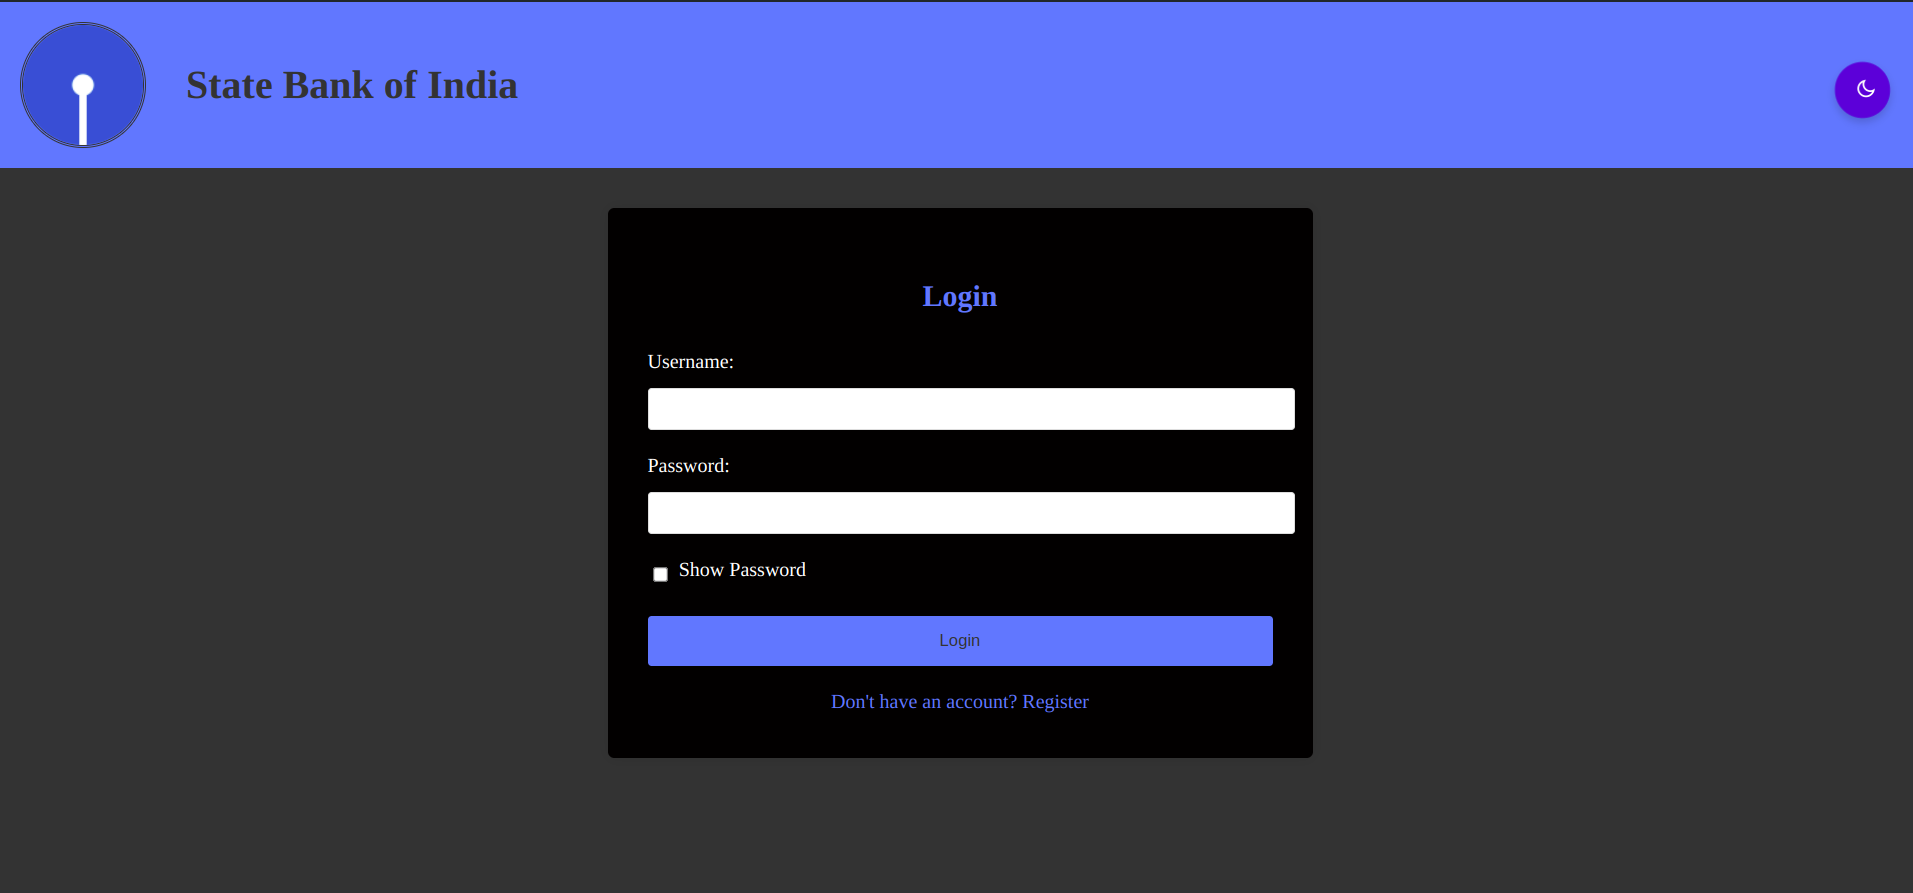 State Bank of India
Login
Username:
Password:
Show Password
Login
Don't have an account? Register